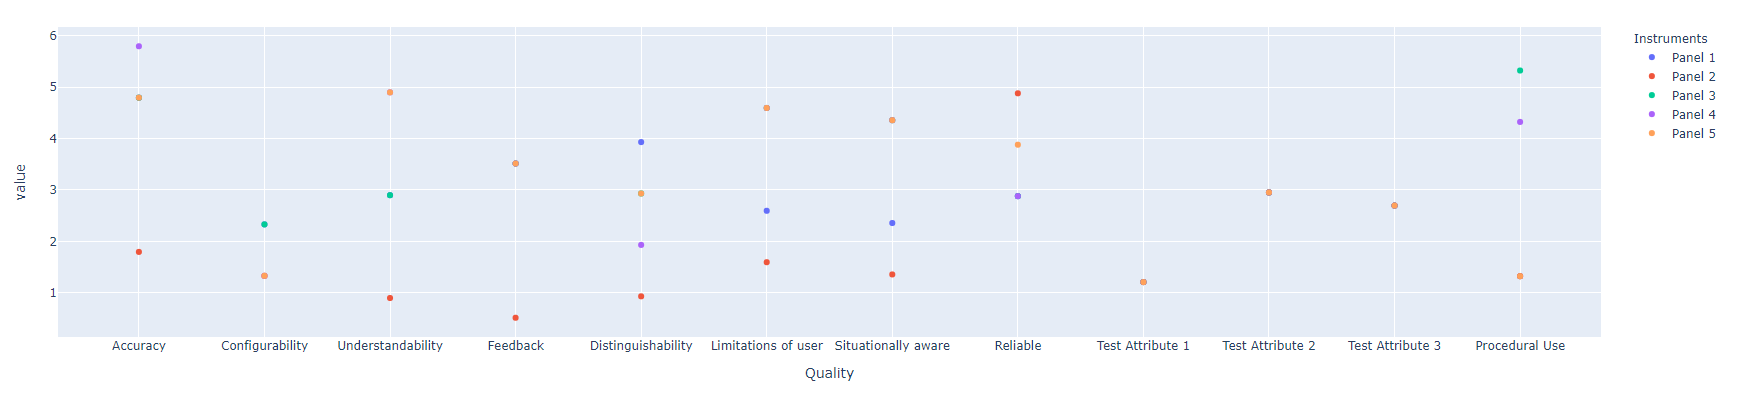 6
5
4
3
2
1
value
Accuracy
Configurability
Understandability
Feedback
Distinguishability
Limitations of user
Situationally aware
Reliable
Test Attribute 1
Test Attribute 2
Test Attribute 3
Procedural Use
Quality
Instruments
Panel 1
Panel 2
Panel 3
Panel 4
Panel 5